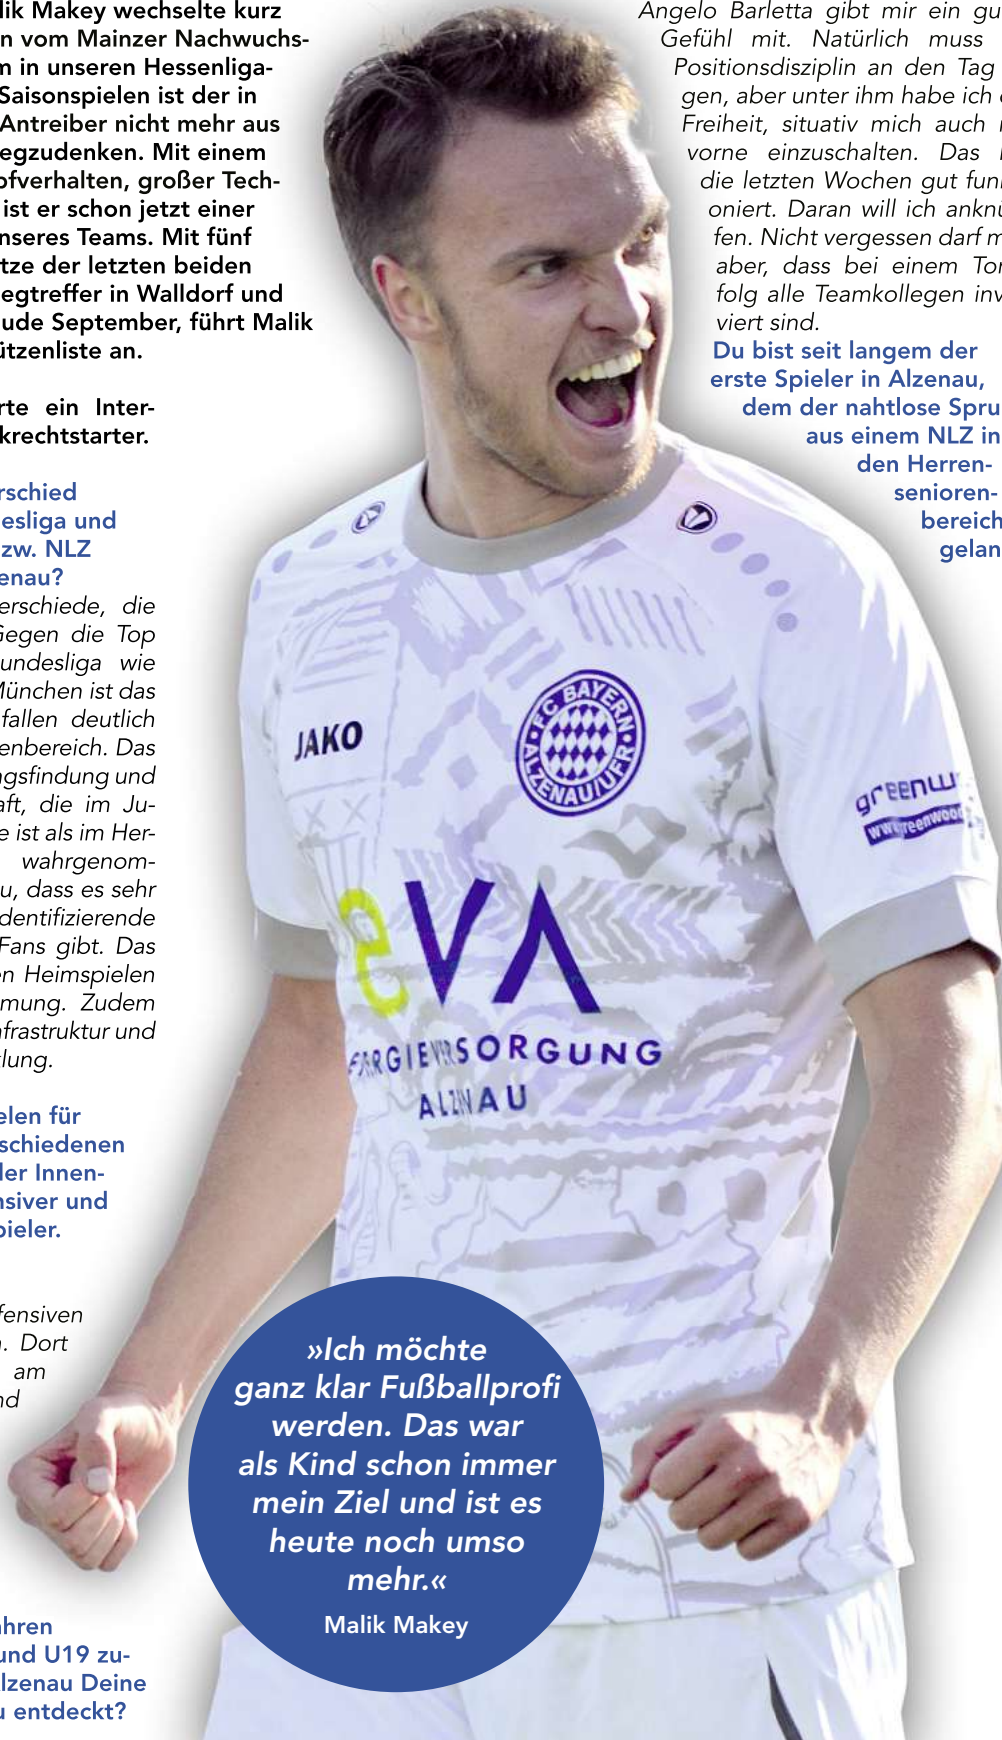 lik Makey wechselte kurz
n vom Mainzer Nachwuchs-
m in unseren Hessenliga-
Saisonspielen ist der in
Antreiber nicht mehr aus
egzudenken. Mit einem
pfverhalten, großer Tech-
ist er schon jetzt einer
nseres Teams. Mit fünf
tze der letzten beiden
egtreffer in Walldorf und
ude September, führt Malik
ützenliste an.
rte ein Inter-
krechtstarter.
rschied
esliga und
zw. NLZ
enau?
erschiede, die
Gegen die Top
undesliga wie
München ist das
fallen deutlich
enbereich. Das
ngsfindung und
aft, die im Ju-
e ist als im Her-
wahrgenom-
u, dass es sehr
dentifizierende
Fans gibt. Das
en Heimspielen
mung. Zudem
nfrastruktur und
lung.
elen für
schiedenen
der Innen-
nsiver und
pieler.
fensiven
. Dort
am
nd
ahren
und U19 zu-
lzenau Deine
u entdeckt?
Angelo Barletta gibt mir ein gu
Gefühl mit. Natürlich muss
Positionsdisziplin an den Tag
gen, aber unter ihm habe ich
Freiheit, situativ mich auch
vorne einzuschalten. Das
die letzten Wochen gut funk
oniert. Daran will ich anknü
fen. Nicht vergessen darf m
aber, dass bei einem Tor
folg alle Teamkollegen inv
viert sind.
Du bist seit langem der
erste Spieler in Alzenau,
dem der nahtlose Spru
aus einem NLZ in
den Herren-
senioren-
bereich
gelan
JAKO
FC BAYERN
ALZENAU/UFR
greenw
www.greenwoo
eVA
ENERGIEVERSORGUNG
ALZENAU
»Ich möchte
ganz klar Fußballprofi
werden. Das war
als Kind schon immer
mein Ziel und ist es
heute noch umso
mehr.«
Malik Makey